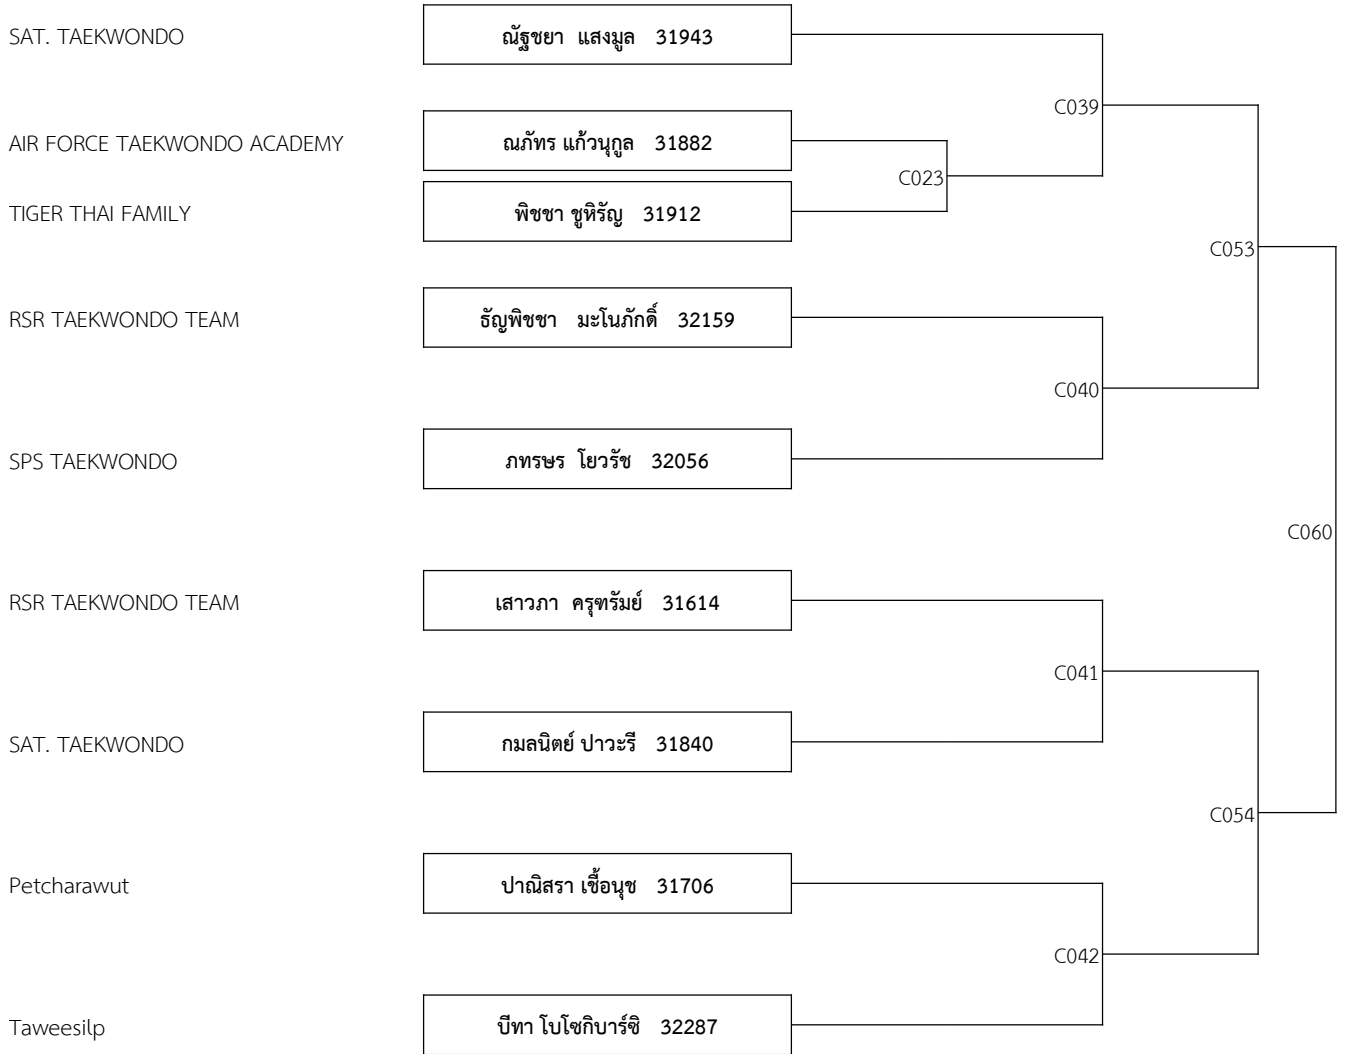 SAT. TAEKWONDO ณัฐชยา แสงมูล 31943
C039
AIR FORCE TAEKWONDO ACADEMY ณภัทร แก้วนุกูล 31882
C023
TIGER THAI FAMILY พิชชา ชูหิรัญ 31912
C053
RSR TAEKWONDO TEAM ธัญพิชชา มะโนภักดิ์ 32159
C040
SPS TAEKWONDO ภทรษร โยวรัช 32056
C060
RSR TAEKWONDO TEAM เสาวภา ครุฑรัมย์ 31614
C041
SAT. TAEKWONDO กมลนิตย์ ปาวะรี 31840
C054
Petcharawut ปาณิสรา เชื้อนุช 31706
C042
Taweesilp บีทา โบโซกิบาร์ซิ 32287